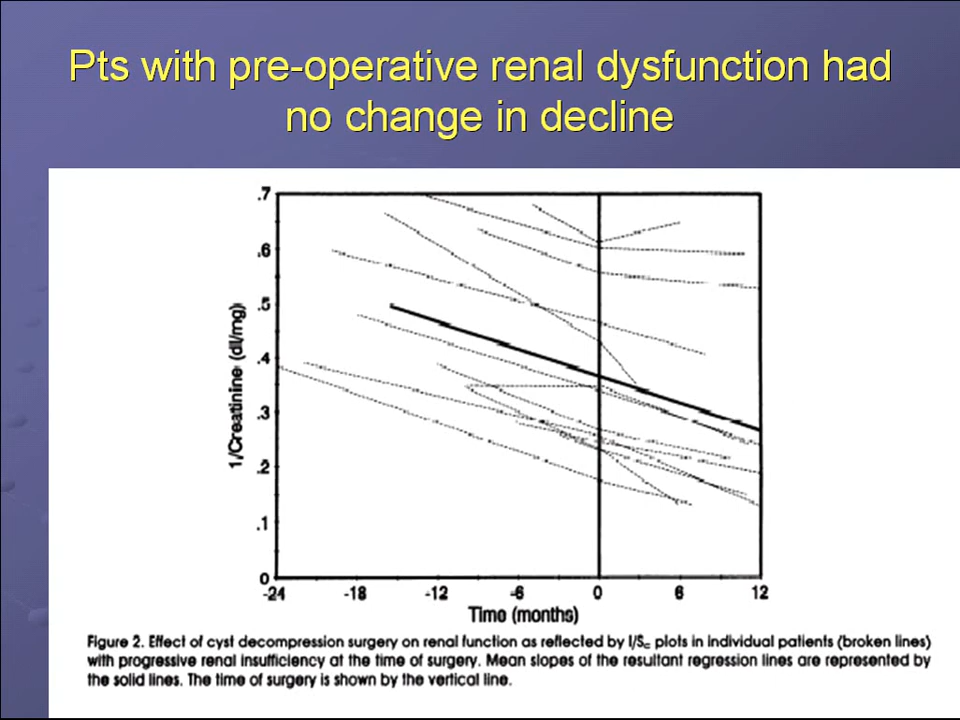 Pts with pre-operative renal dysfunction had
no change in decline
.7
.6
.5
.4
.3
.2
.1
0
1/Creatinine (dl/mg)
-24 -18 -12 -6 0 6 12
Time (months)
Figure 2. Effect of cyst decompression surgery on renal function as reflected by I/Sc plots in individual patients (broken lines)
with progressive renal insufficiency at the time of surgery. Mean slopes of the resultant regression lines are represented by
the solid lines. The time of surgery is shown by the vertical line.